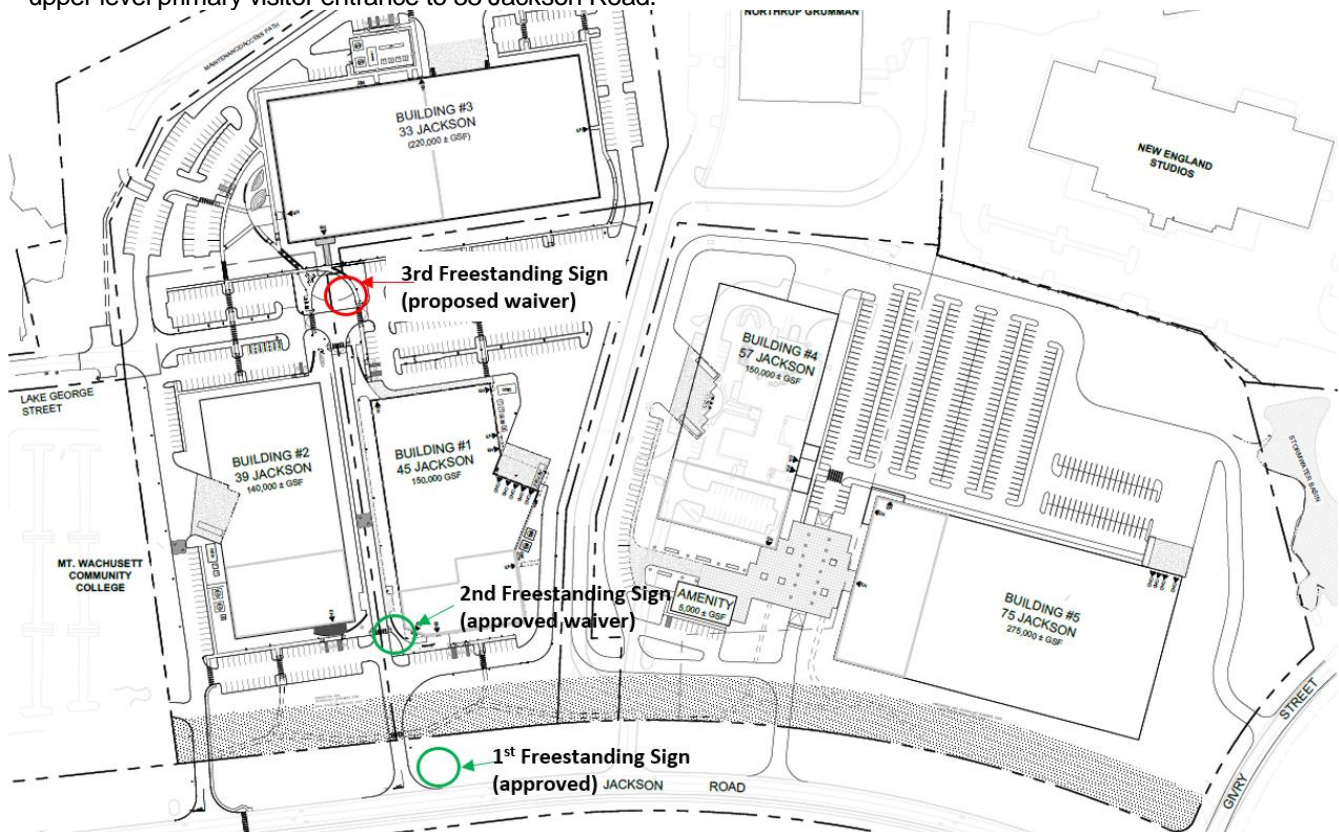 upper level primary visitor entrance to 33 Jackson Road.
NORTHRUP GRUMMAN
MAINTENANCE/ACCESS PATH
BUILDING #3
33 JACKSON
(220,000 ± GSF)
NEW ENGLAND
STUDIOS
3rd Freestanding Sign
(proposed waiver)
BUILDING #4
57 JACKSON
150,000 ± GSF
LAKE GEORGE
STREET
BUILDING #2
39 JACKSON
140,000 ± GSF
BUILDING #1
45 JACKSON
150,000 GSF
STORMWATER BASIN
MT. WACHUSETT
COMMUNITY
COLLEGE
2nd Freestanding Sign
(approved waiver)
AMENITY
5,000 ± GSF
BUILDING #5
75 JACKSON
275,000 ± GSF
1st Freestanding Sign
(approved)
JACKSON ROAD
GIVRY STREET